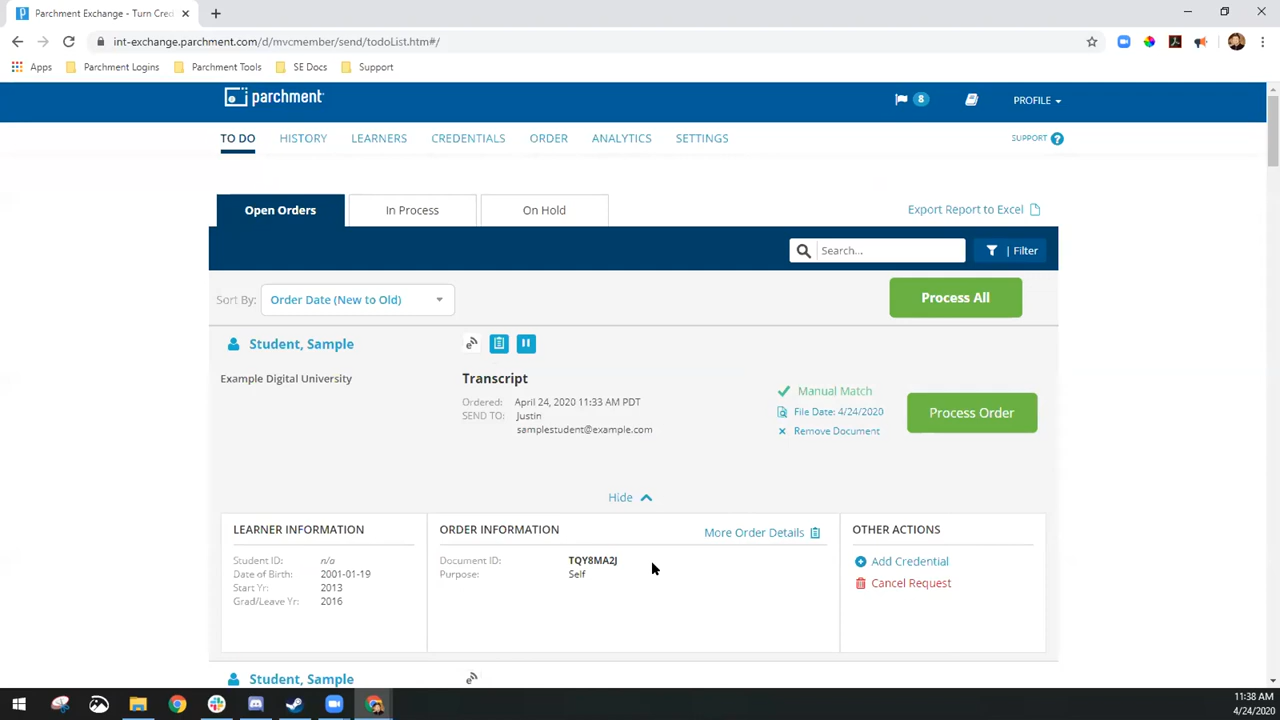 Parchment Exchange - Turn Cred
int-exchange.parchment.com/d/mvcmember/send/todoList.htm#/
Apps Parchment Logins Parchment Tools SE Docs Support
parchment 8 PROFILE
TO DO HISTORY LEARNERS CREDENTIALS ORDER ANALYTICS SETTINGS SUPPORT ?
Open Orders In Process On Hold Export Report to Excel
Search... | Filter
Sort By: Order Date (New to Old) Process All
Student, Sample
Example Digital University Transcript
Manual Match
Ordered: April 24, 2020 11:33 AM PDT
File Date: 4/24/2020 Process Order
SEND TO: Justin
samplestudent@example.com Remove Document
Hide
LEARNER INFORMATION ORDER INFORMATION More Order Details OTHER ACTIONS
Student ID: n/a Document ID: TQY8MA2J Add Credential
Date of Birth: 2001-01-19 Purpose: Self Cancel Request
Start Yr: 2013
Grad/Leave Yr: 2016
Student, Sample
11:38 AM
4/24/2020